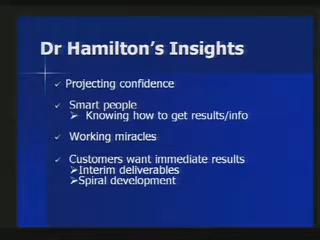 Dr Hamilton's Insights
✓ Projecting confidence
✓ Smart people
➢ Knowing how to get results/info
✓ Working miracles
✓ Customers want immediate results
➢Interim deliverables
➢Spiral development